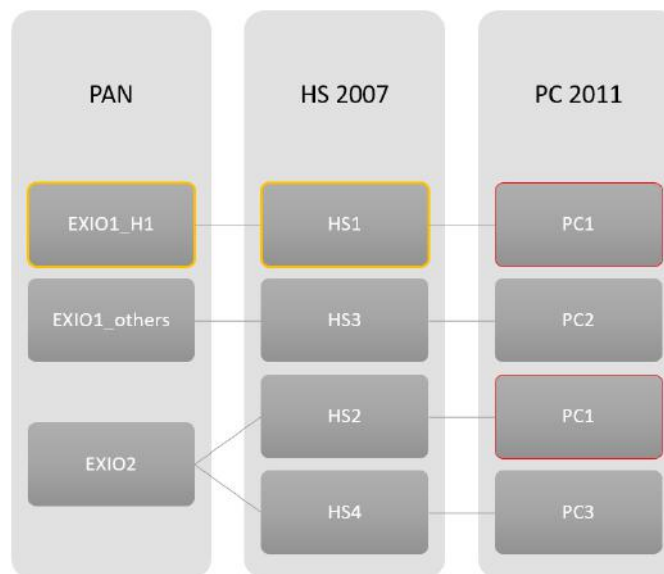 PAN
HS 2007
PC 2011
EXIO1_H1
HS1
PC1
EXIO1_others
HS3
PC2
EXIO2
HS2
PC1
HS4
PC3